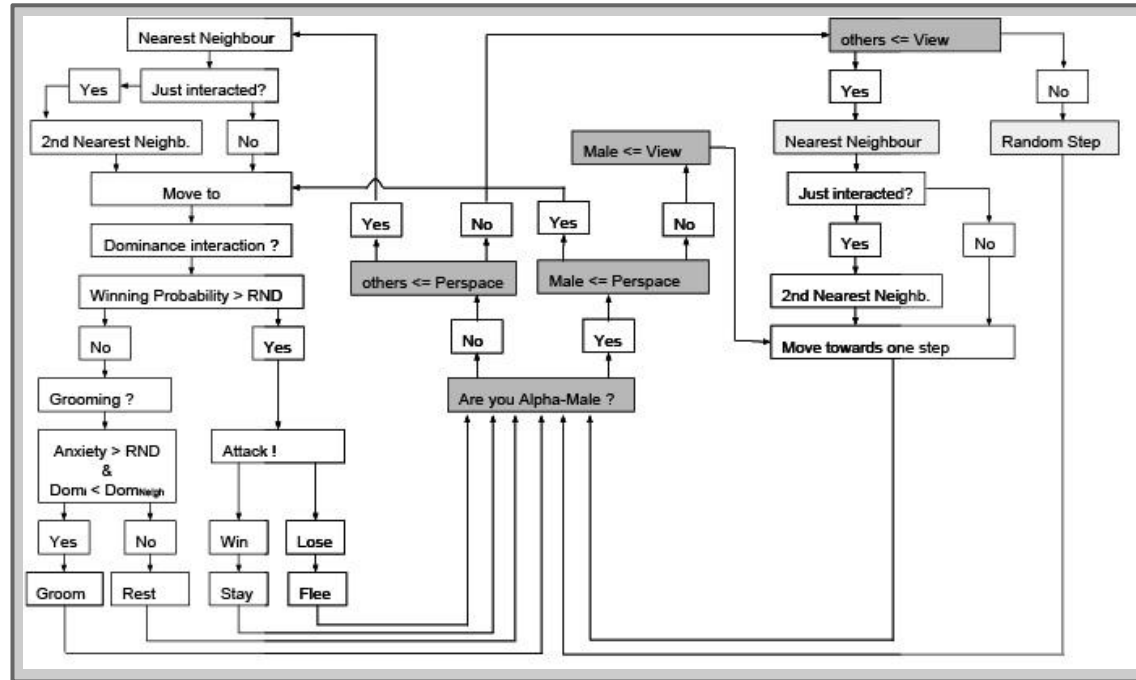 Nearest Neighbour
others <= View
Yes
Just interacted?
Yes
No
2nd Nearest Neighb.
No
Male <= View
Nearest Neighbour
Random Step
Move to
Just interacted?
Yes
No
Yes
No
Dominance interaction ?
Yes
No
others <= Perspace
Male <= Perspace
Winning Probability > RND
2nd Nearest Neighb.
No
Yes
No
Yes
Move towards one step
Grooming ?
Are you Alpha-Male ?
Anxiety > RND
&
Domi < DomNeigh
Attack !
Yes
No
Win
Lose
Groom
Rest
Stay
Flee